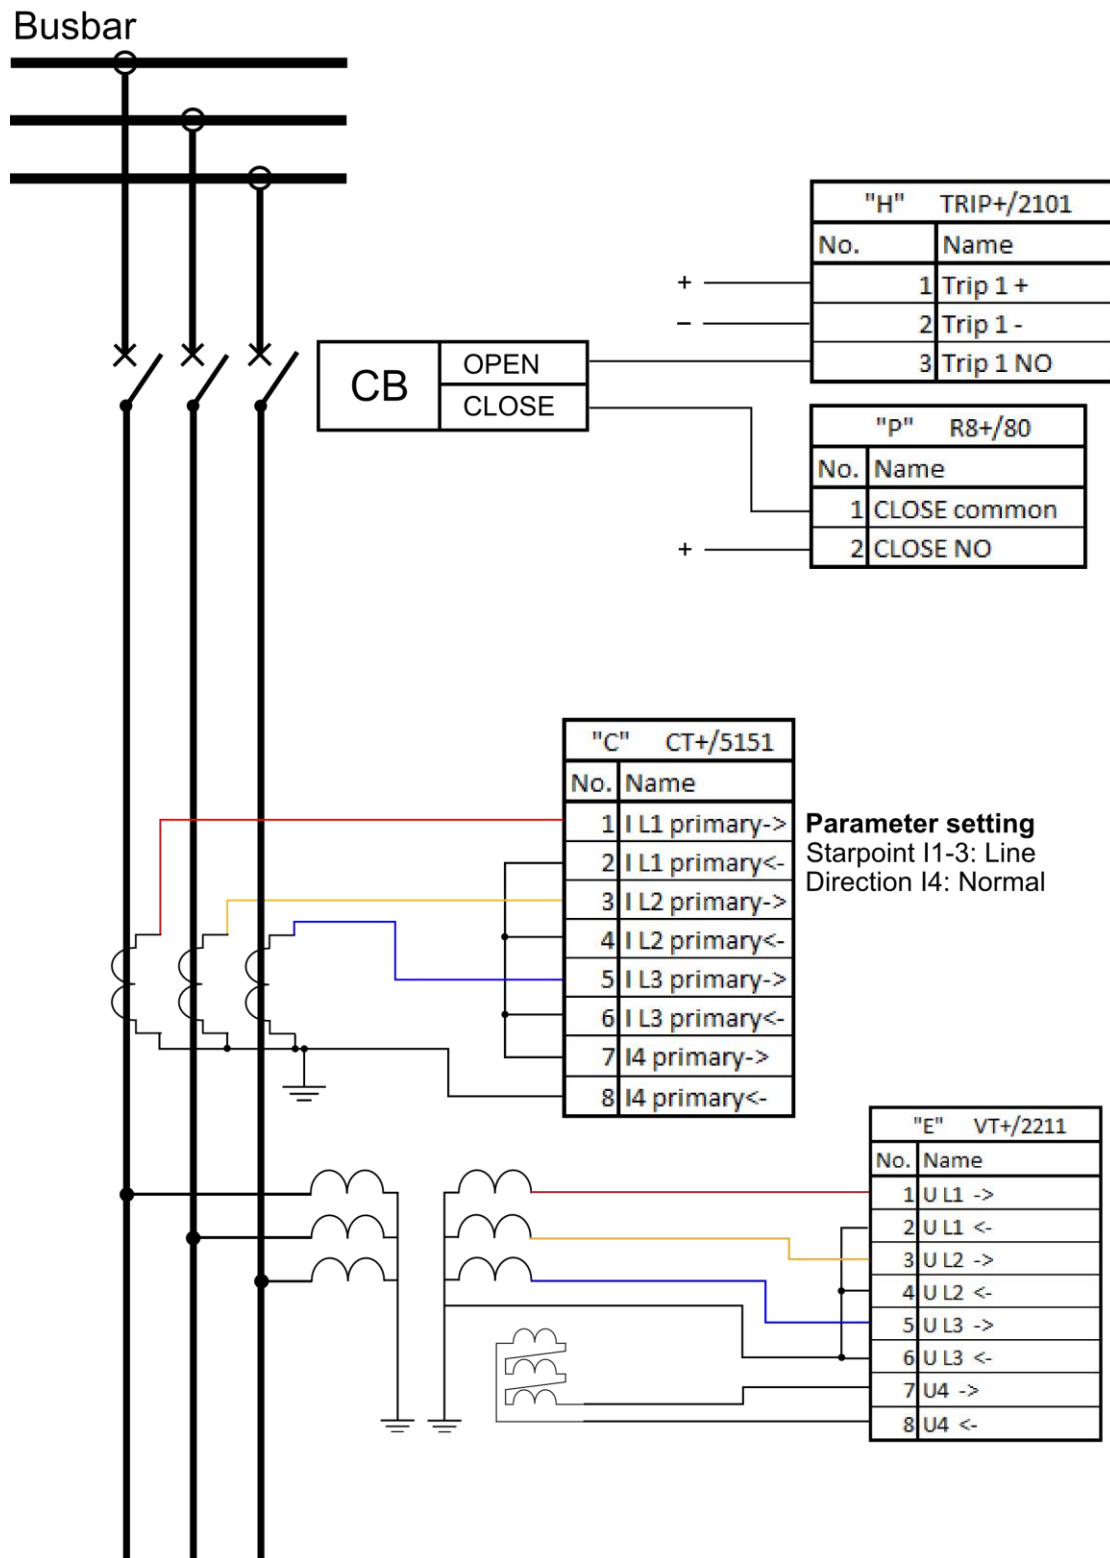 Busbar
"H" TRIP+/2101
No. Name
+ 1 Trip 1 +
- 2 Trip 1 -
3 Trip 1 NO
CB
OPEN
CLOSE
"P" R8+/80
No. Name
1 CLOSE common
+ 2 CLOSE NO
"C" CT+/5151
No. Name
1 I L1 primary->
2 I L1 primary<-
3 I L2 primary->
4 I L2 primary<-
5 I L3 primary->
6 I L3 primary<-
7 I4 primary->
8 I4 primary<-
Parameter setting
Starpoint I1-3: Line
Direction I4: Normal
"E" VT+/2211
No. Name
1 U L1 ->
2 U L1 <-
3 U L2 ->
4 U L2 <-
5 U L3 ->
6 U L3 <-
7 U4 ->
8 U4 <-